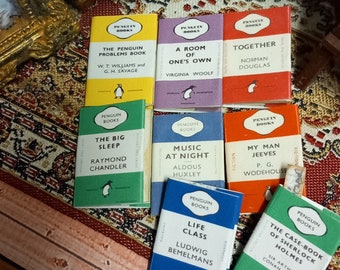 PENGUIN
BOOKS
THE PENGUIN
PROBLEMS BOOK
W. T. WILLIAMS and
G. H. SAVAGE
PENGUIN
BOOKS
A ROOM
OF
ONE'S OWN
VIRGINIA WOOLF
PENGUIN
BOOKS
TOGETHER
NORMAN
DOUGLAS
PENGUIN
BOOKS
THE BIG
SLEEP
RAYMOND
CHANDLER
PENGUIN
BOOKS
MUSIC
AT NIGHT
ALDOUS
HUXLEY
PENGUIN
BOOKS
MY MAN
JEEVES
P. G.
WODEHOUSE
PENGUIN
BOOKS
LIFE
CLASS
LUDWIG
BEMELMANS
PENGUIN
BOOKS
THE CASE-BOOK
OF SHERLOCK
HOLMES
SIR